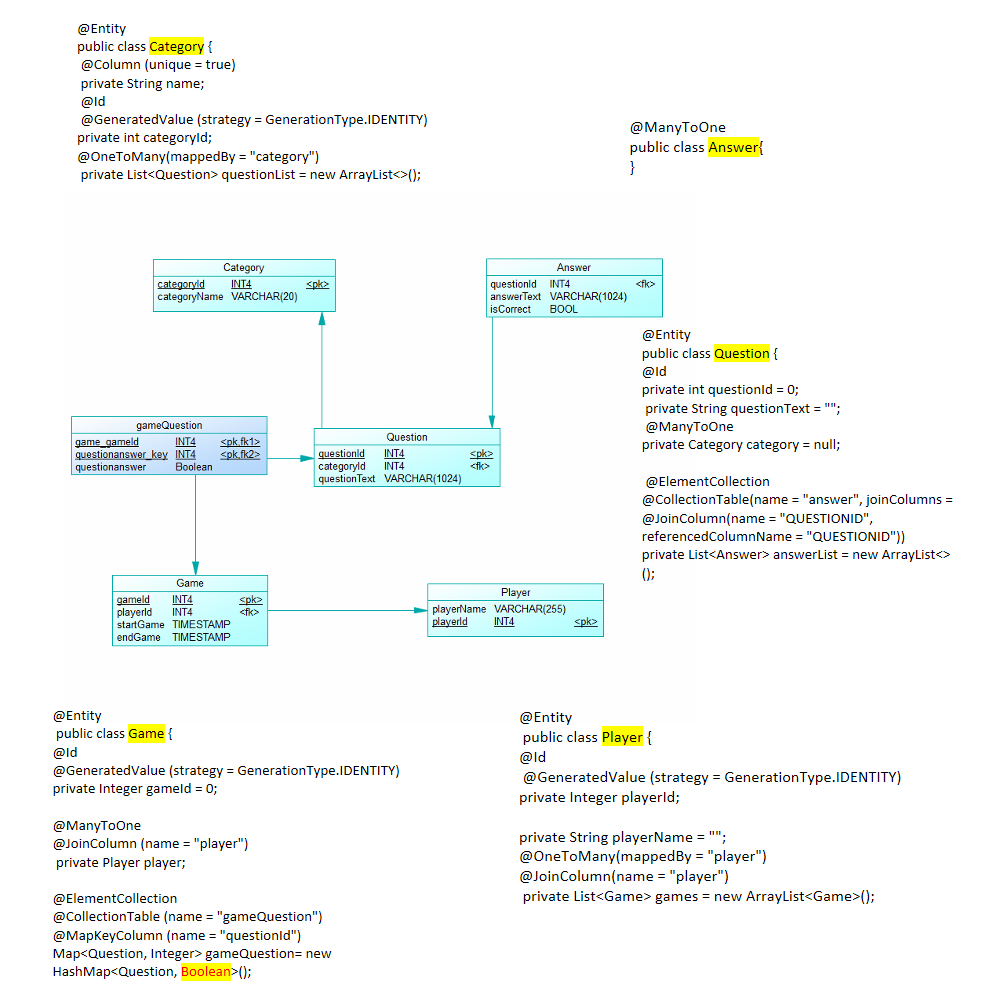 @Entity
public class Category {
@Column (unique = true)
private String name;
@Id
@GeneratedValue (strategy = GenerationType.IDENTITY)
private int categoryId;
@OneToMany(mappedBy = "category")
private List<Question> questionList = new ArrayList<>();
@ManyToOne
public class Answer{
}
Category
categoryId INT4 <pk>
categoryName VARCHAR(20)
Answer
questionId INT4 <fk>
answerText VARCHAR(1024)
isCorrect BOOL
@Entity
public class Question {
@Id
private int questionId = 0;
private String questionText = "";
@ManyToOne
private Category category = null;
@ElementCollection
@CollectionTable(name = "answer", joinColumns =
@JoinColumn(name = "QUESTIONID",
referencedColumnName = "QUESTIONID"))
private List<Answer> answerList = new ArrayList<>
();
gameQuestion
game_gameId INT4 <pk,fk1>
questionanswer_key INT4 <pk,fk2>
questionanswer Boolean
Question
questionId INT4 <pk>
categoryId INT4 <fk>
questionText VARCHAR(1024)
Game
gameId INT4 <pk>
playerId INT4 <fk>
startGame TIMESTAMP
endGame TIMESTAMP
Player
playerName VARCHAR(255)
playerId INT4 <pk>
@Entity
public class Game {
@Id
@GeneratedValue (strategy = GenerationType.IDENTITY)
private Integer gameId = 0;
@ManyToOne
@JoinColumn (name = "player")
private Player player;
@ElementCollection
@CollectionTable (name = "gameQuestion")
@MapKeyColumn (name = "questionId")
Map<Question, Integer> gameQuestion= new
HashMap<Question, Boolean>();
@Entity
public class Player {
@Id
@GeneratedValue (strategy = GenerationType.IDENTITY)
private Integer playerId;
private String playerName = "";
@OneToMany(mappedBy = "player")
@JoinColumn(name = "player")
private List<Game> games = new ArrayList<Game>();